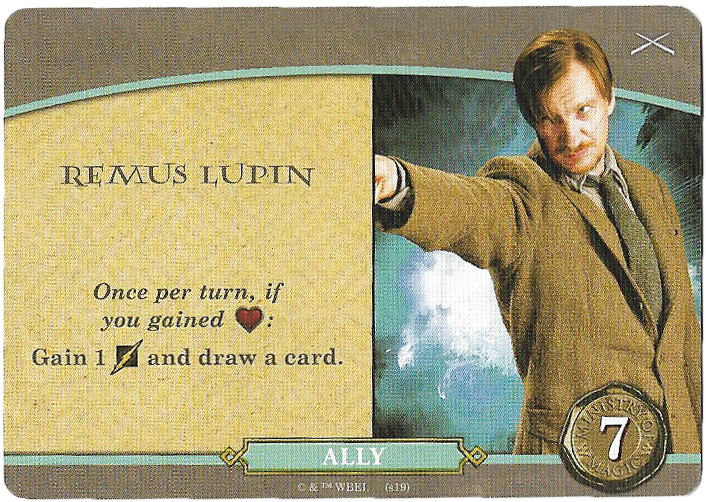 REMUS LUPIN
Once per turn, if
you gained :
Gain 1 and draw a card.
ALLY
MINISTRY OF MAGIC
7
© & ™ WBEI. (s19)